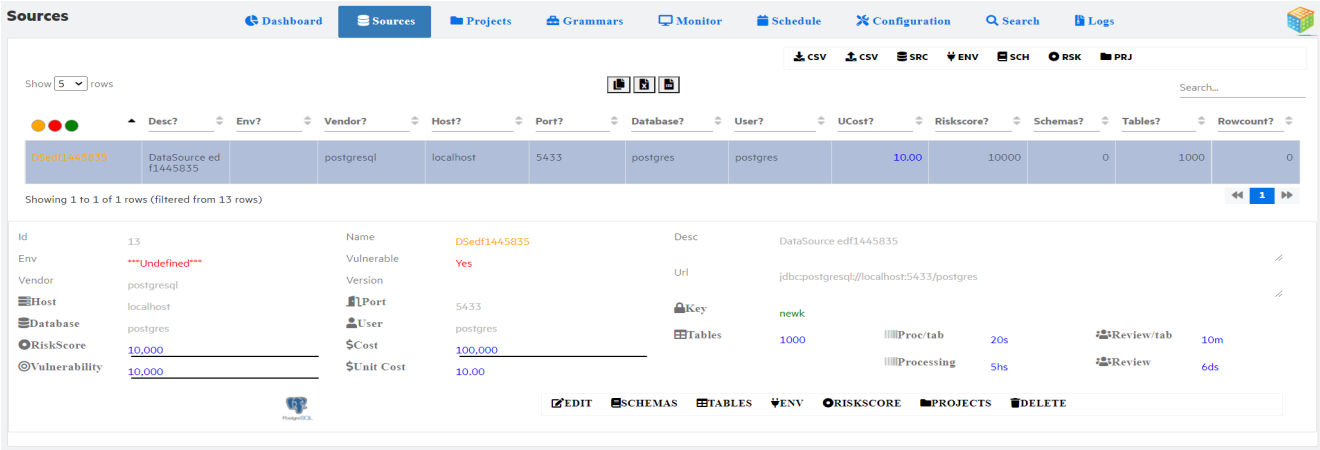 Sources
Dashboard Sources Projects Grammars Monitor Schedule Configuration Search Logs
CSV CSV SRC ENV SCH RSK PRJ
Show 5 rows
Search...
Desc? Env? Vendor? Host? Port? Database? User? UCost? Riskscore? Schemas? Tables? Rowcount?
DSedf1445835 DataSource ed postgresql localhost 5433 postgres postgres 10.00 10000 0 1000 0
f1445835
Showing 1 to 1 of 1 rows (filtered from 13 rows) 1
Id 13 Name DSedf1445835 Desc DataSource edf1445835
Env ***Undefined*** Vulnerable Yes
Vendor postgresql Version Url jdbc:postgresql://localhost:5433/postgres
Host localhost Port 5433 Key newk
Database postgres User postgres
RiskScore 10,000 $Cost 100,000 Tables 1000 Proc/tab 20s Review/tab 10m
Vulnerability 10,000 $Unit Cost 10.00 Processing 5hs Review 6ds
PostgreSQL
EDIT SCHEMAS TABLES ENV RISKSCORE PROJECTS DELETE